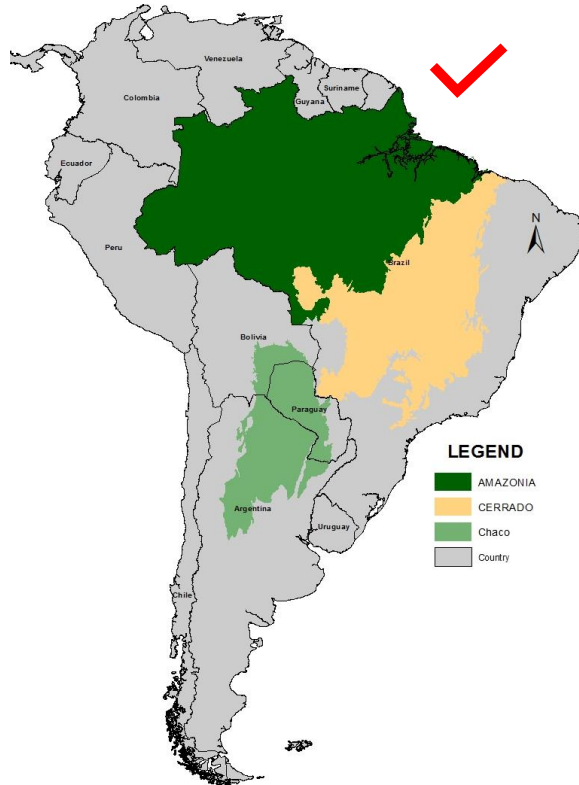 Venezuela
Suriname
Guyana
Colombia
Ecuador
N
Peru
Brazil
Bolivia
Paraguay
LEGEND
AMAZONIA
CERRADO
Chaco
Country
Argentina
Uruguay
Chile